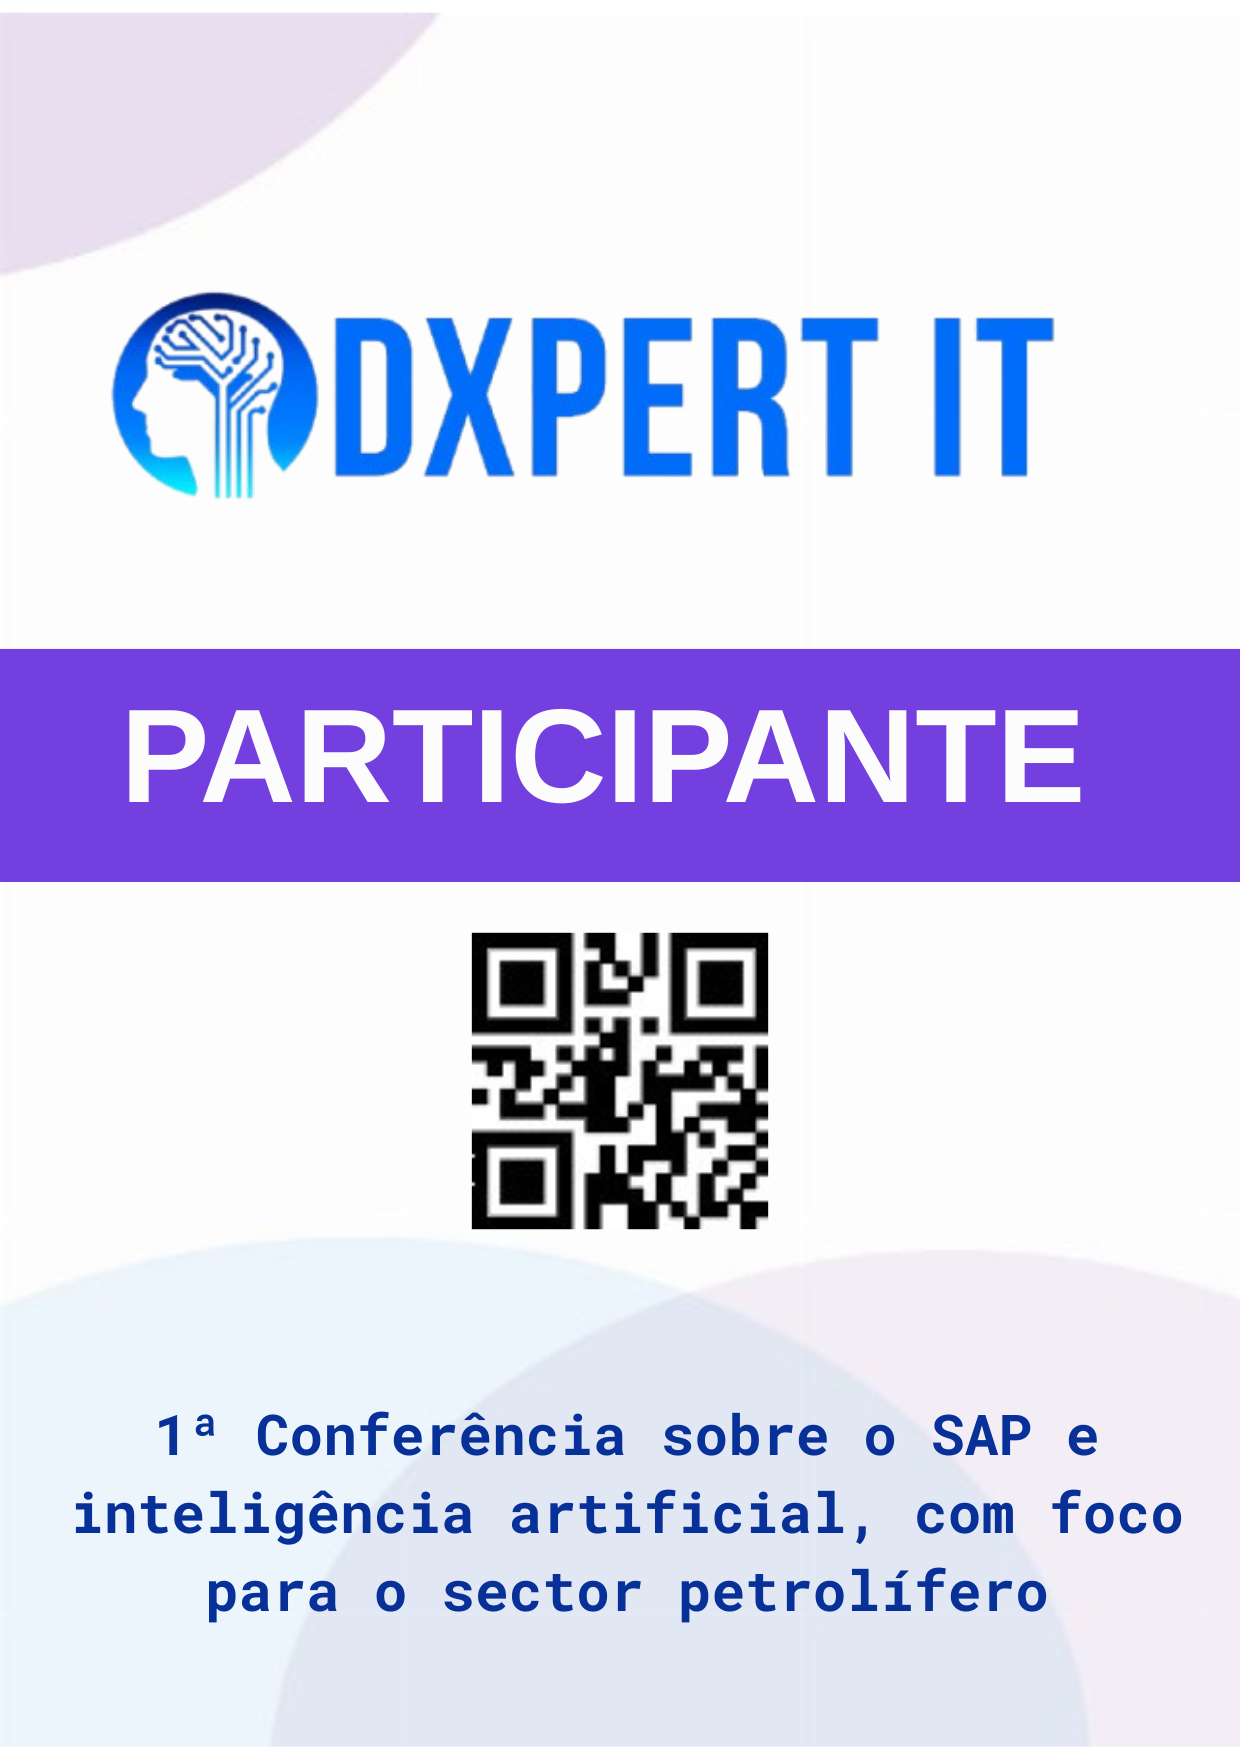 DXPERT IT
PARTICIPANTE
1ª Conferência sobre o SAP e
inteligência artificial, com foco
para o sector petrolífero